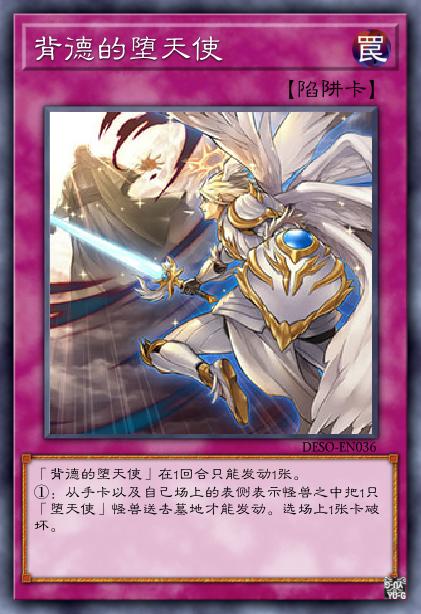 背德的堕天使
罠
【陷阱卡】
DESO-EN036
「背德的堕天使」在1回合只能发动1张。
①：从手卡以及自己场上的表侧表示怪兽之中把1只
「堕天使」怪兽送去墓地才能发动。选场上1张卡破
坏。